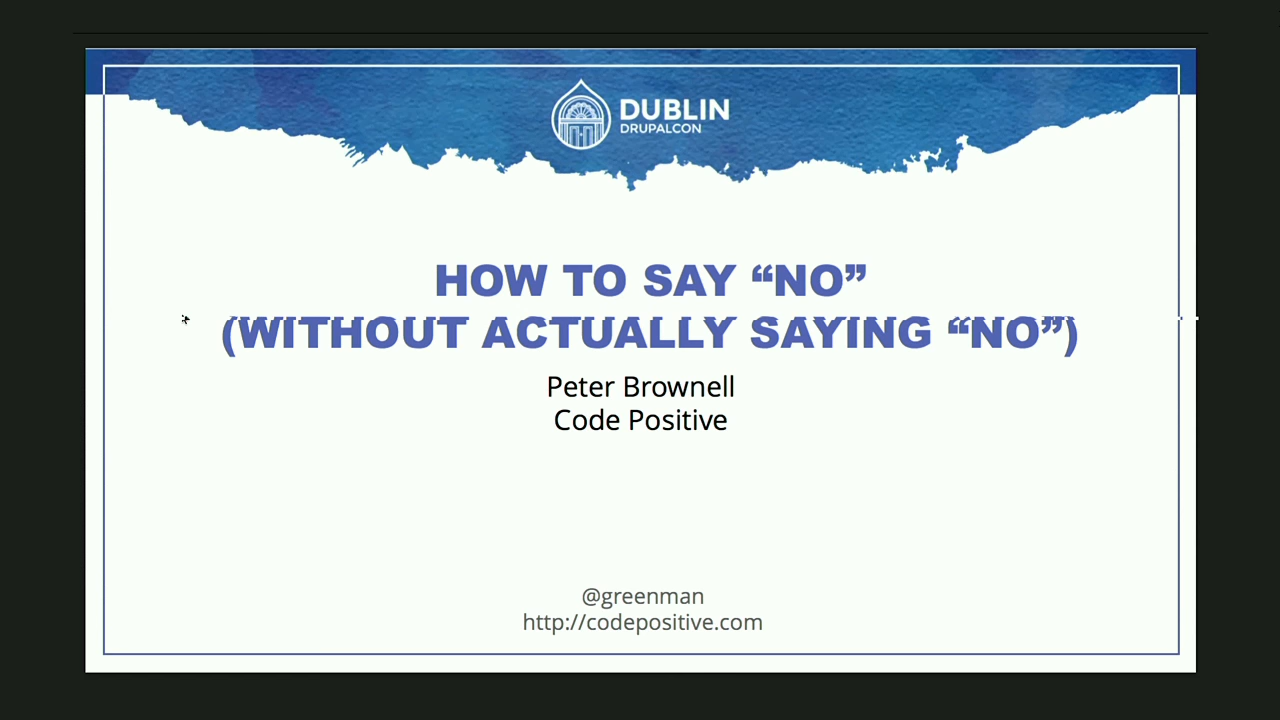 DUBLIN
DRUPALCON
HOW TO SAY “NO”
(WITHOUT ACTUALLY SAYING “NO”)
Peter Brownell
Code Positive
@greenman
http://codepositive.com